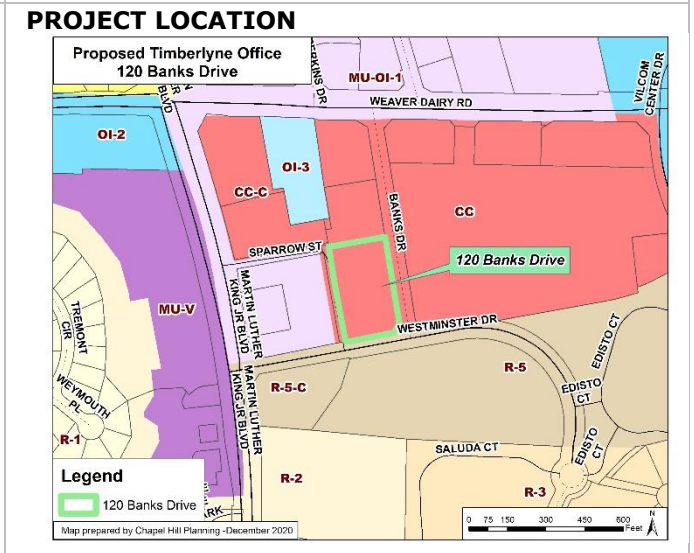 PROJECT LOCATION
Proposed Timberlyne Office
120 Banks Drive
MU-OI-1
WEAVER DAIRY RD
VILCOM
CENTER DR
BLVD
OI-2
OI-3
CC-C
CC
BANKS DR
SPARROW ST
120 Banks Drive
MU-V
MARTIN LUTHER
KING JR BLVD
WESTMINSTER DR
TREMONT
CIR
WEYMOUTH
PL
R-1
MARTIN LUTHER
KING JR BLVD
R-5-C
R-5
EDISTO CT
EDISTO
CT
EDISTO
CT
SALUDA CT
R-2
R-3
Legend
120 Banks Drive
Map prepared by Chapel Hill Planning -December 2020
0 75 150 300 450 600
Feet
N